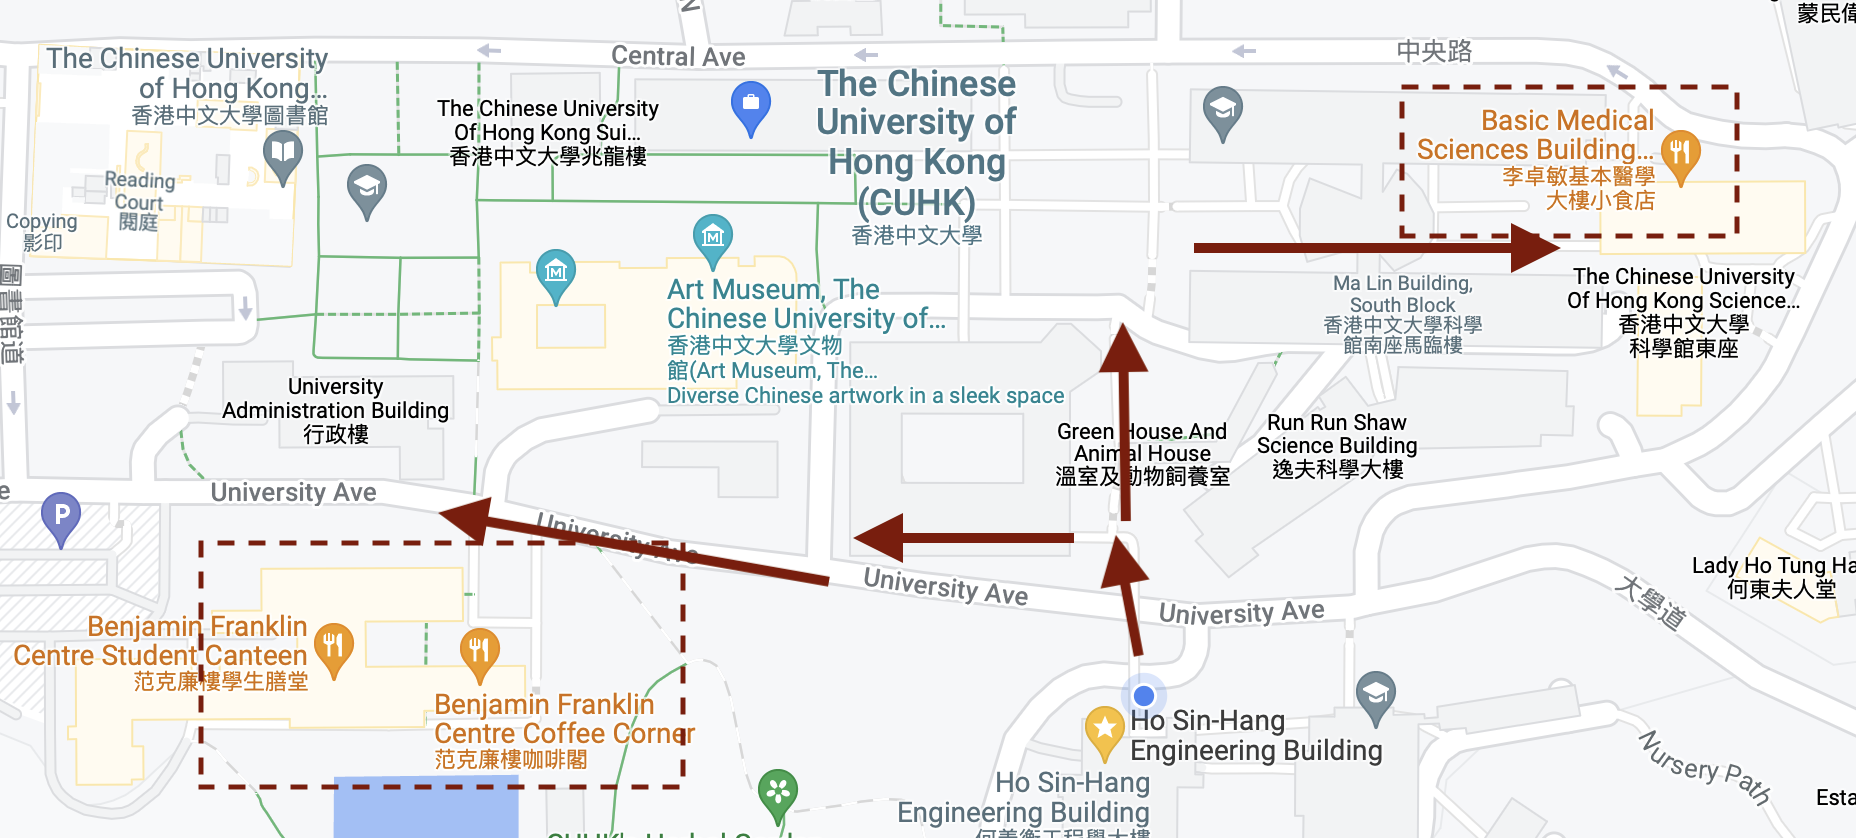 蒙民偉
Central Ave
中央路
The Chinese University
of Hong Kong...
香港中文大學圖書館
The Chinese University
Of Hong Kong Sui...
香港中文大學兆龍樓
The Chinese
University of
Hong Kong
(CUHK)
香港中文大學
Basic Medical
Sciences Building...
李卓敏基本醫學
大樓小食店
Reading
Court
閱庭
Copying
影印
圖書館道
Art Museum, The
Chinese University of...
香港中文大學文物
館(Art Museum, The...
Diverse Chinese artwork in a sleek space
Ma Lin Building,
South Block
香港中文大學科學
館南座馬臨樓
The Chinese University
Of Hong Kong Science...
香港中文大學
科學館東座
University
Administration Building
行政樓
Green House And
Animal House
溫室及動物飼養室
Run Run Shaw
Science Building
逸夫科學大樓
University Ave
P
University Ave
University Ave
University Ave
大學道
Lady Ho Tung Ha
何東夫人堂
Benjamin Franklin
Centre Student Canteen
范克廉樓學生膳堂
Benjamin Franklin
Centre Coffee Corner
范克廉樓咖啡閣
Ho Sin-Hang
Engineering Building
Ho Sin-Hang
Engineering Building
何善衡工程學大樓
Nursery Path
Esta